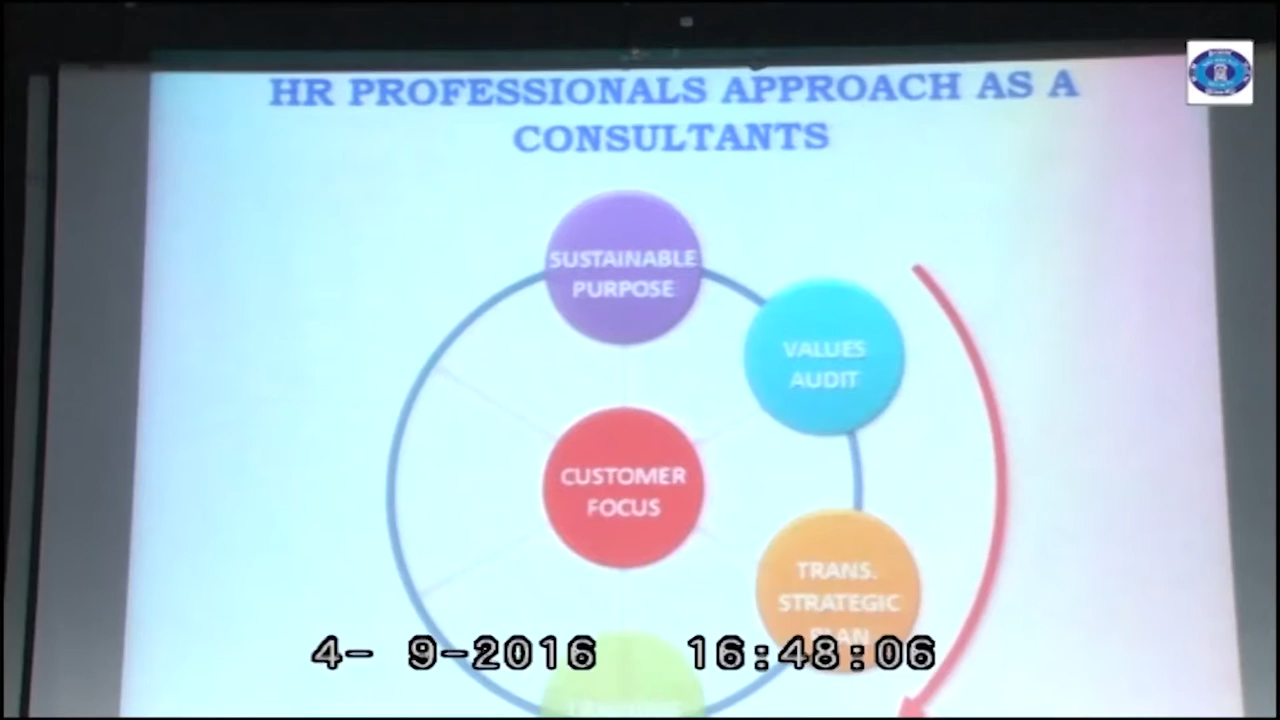 HR PROFESSIONALS APPROACH AS A
CONSULTANTS
SUSTAINABLE
PURPOSE
VALUES
AUDIT
CUSTOMER
FOCUS
TRANS.
STRATEGIC
PLAN
4- 9-2016 16:48:06